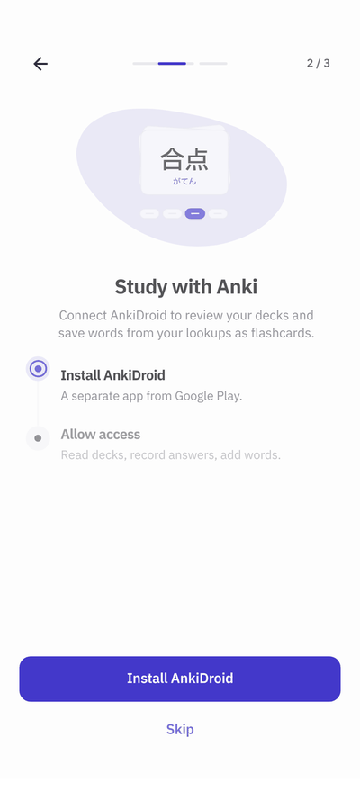 2 / 3
合点
がてん
Study with Anki
Connect AnkiDroid to review your decks and
save words from your lookups as flashcards.
Install AnkiDroid
A separate app from Google Play.
Allow access
Read decks, record answers, add words.
Install AnkiDroid
Skip